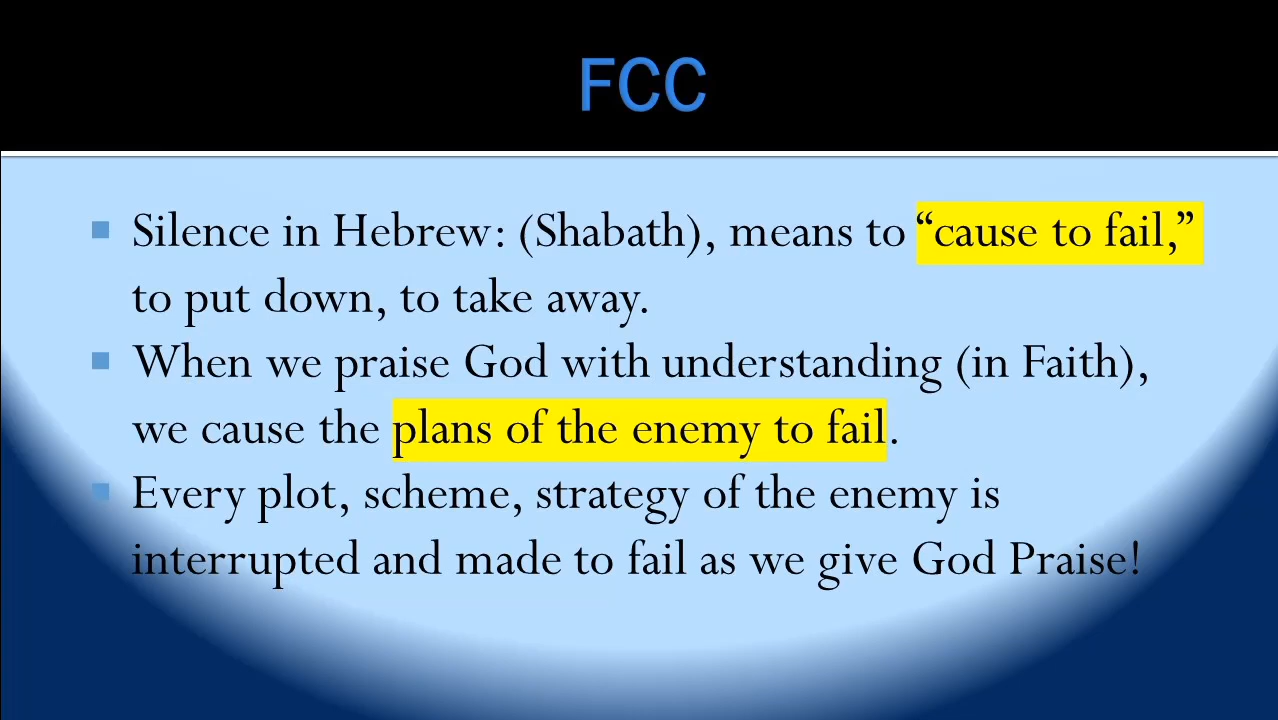 FCC
Silence in Hebrew: (Shabath), means to “cause to fail,”
to put down, to take away.
When we praise God with understanding (in Faith),
we cause the plans of the enemy to fail.
Every plot, scheme, strategy of the enemy is
interrupted and made to fail as we give God Praise!